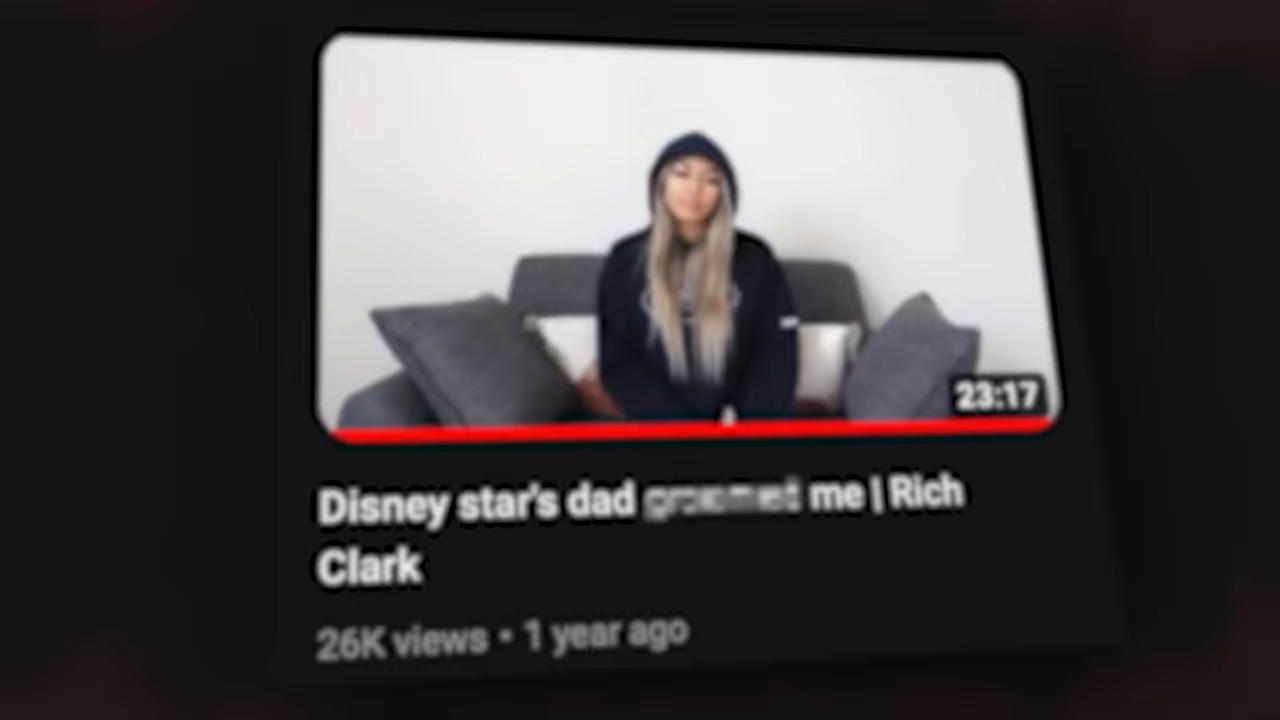 23:17
Disney star's dad me | Rich
Clark
26K views • 1 year ago